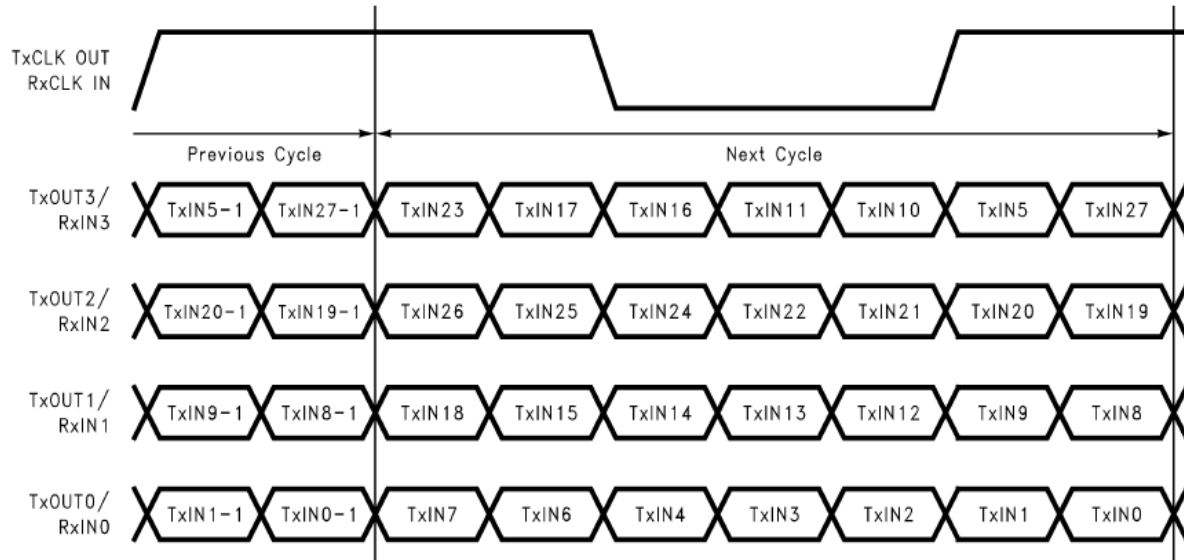 TxCLK OUT
RxCLK IN
Previous Cycle Next Cycle
TxOUT3/
RxIN3
TxIN5-1 TxIN27-1 TxIN23 TxIN17 TxIN16 TxIN11 TxIN10 TxIN5 TxIN27
TxOUT2/
RxIN2
TxIN20-1 TxIN19-1 TxIN26 TxIN25 TxIN24 TxIN22 TxIN21 TxIN20 TxIN19
TxOUT1/
RxIN1
TxIN9-1 TxIN8-1 TxIN18 TxIN15 TxIN14 TxIN13 TxIN12 TxIN9 TxIN8
TxOUT0/
RxIN0
TxIN1-1 TxIN0-1 TxIN7 TxIN6 TxIN4 TxIN3 TxIN2 TxIN1 TxIN0